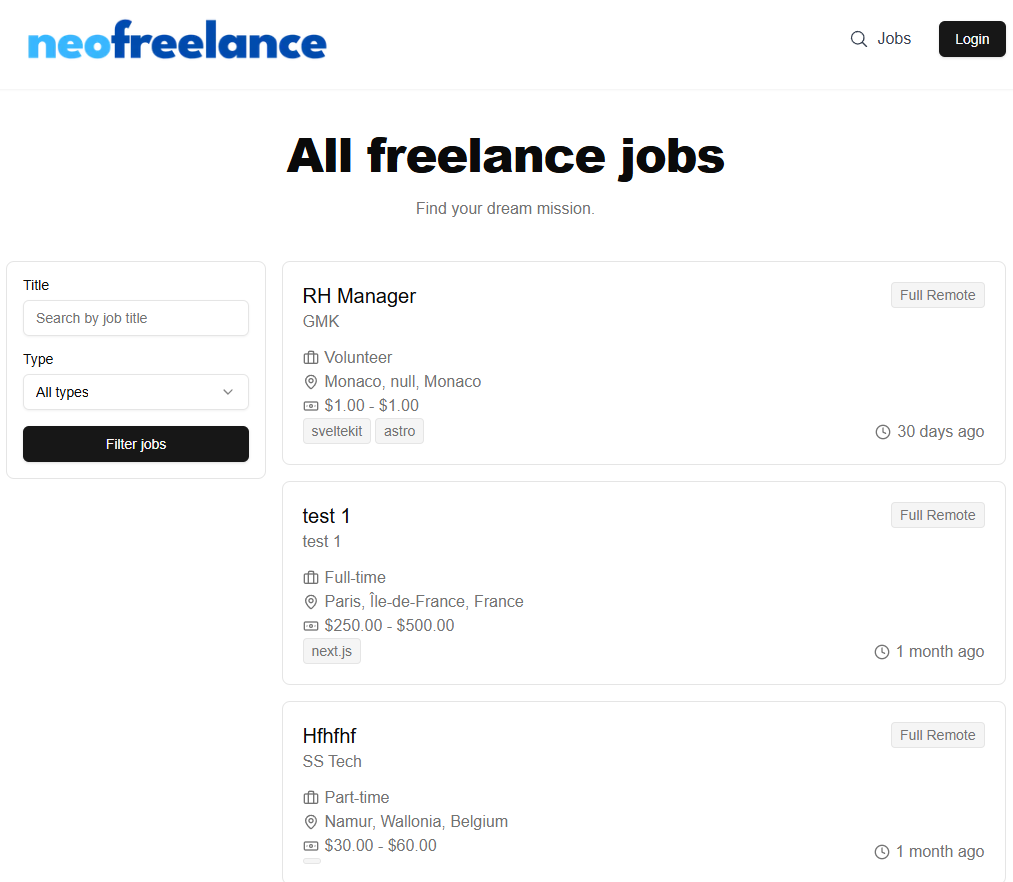 neofreelance
Jobs
Login
All freelance jobs
Find your dream mission.
Title
Search by job title
Type
All types
Filter jobs
RH Manager
Full Remote
GMK
Volunteer
Monaco, null, Monaco
$1.00 - $1.00
sveltekit astro
30 days ago
test 1
Full Remote
test 1
Full-time
Paris, Île-de-France, France
$250.00 - $500.00
next.js
1 month ago
Hfhfhf
Full Remote
SS Tech
Part-time
Namur, Wallonia, Belgium
$30.00 - $60.00
1 month ago